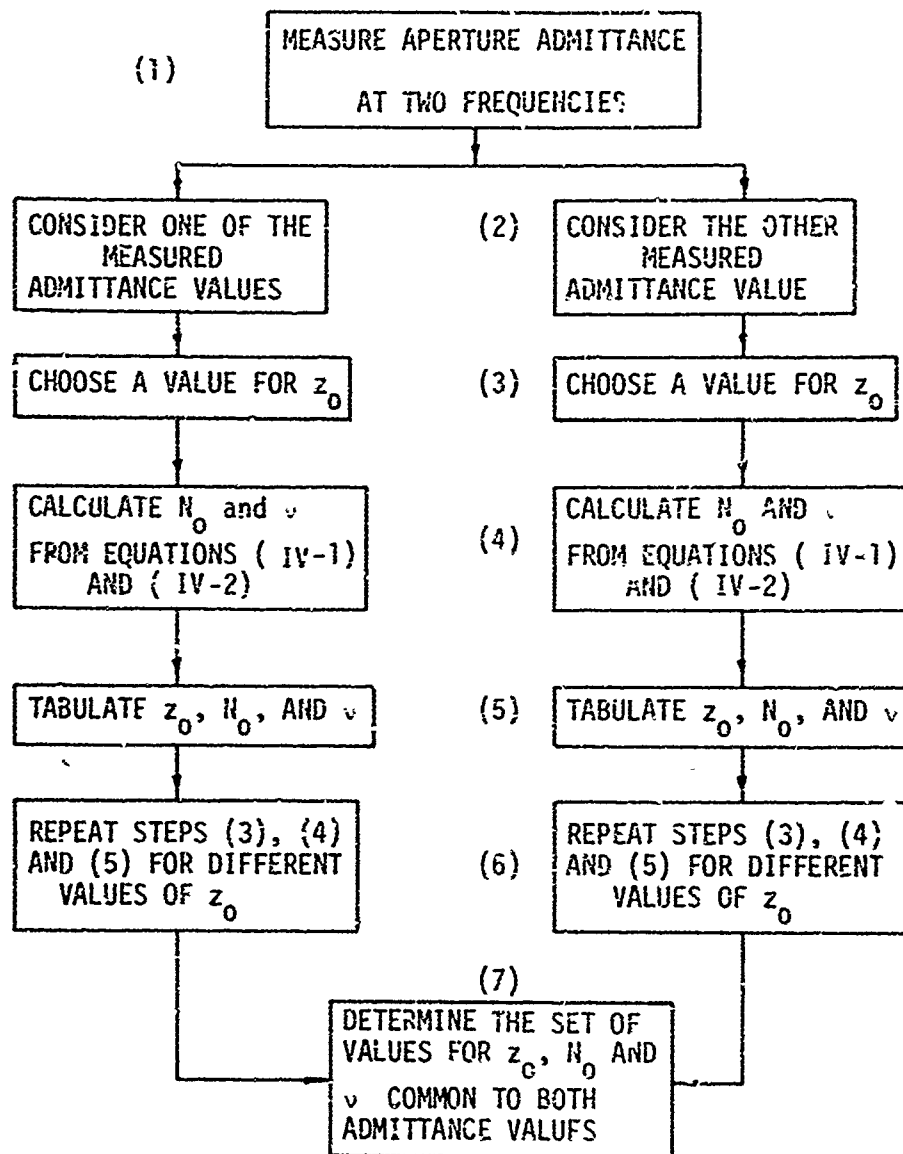 (1)
MEASURE APERTURE ADMITTANCE
AT TWO FREQUENCIES
CONSIDER ONE OF THE
MEASURED
ADMITTANCE VALUES
(2)
CONSIDER THE OTHER
MEASURED
ADMITTANCE VALUE
CHOOSE A VALUE FOR z₀
(3)
CHOOSE A VALUE FOR z₀
CALCULATE N₀ and ν
FROM EQUATIONS ( IV-1)
AND ( IV-2)
(4)
CALCULATE N₀ AND
FROM EQUATIONS ( IV-1)
AND ( IV-2)
TABULATE z₀, N₀, AND ν
(5)
TABULATE z₀, N₀, AND ν
REPEAT STEPS (3), (4)
AND (5) FOR DIFFERENT
VALUES OF z₀
(6)
REPEAT STEPS (3), (4)
AND (5) FOR DIFFERENT
VALUES OF z₀
(7)
DETERMINE THE SET OF
VALUES FOR z₀, N₀ AND
ν COMMON TO BOTH
ADMITTANCE VALUES